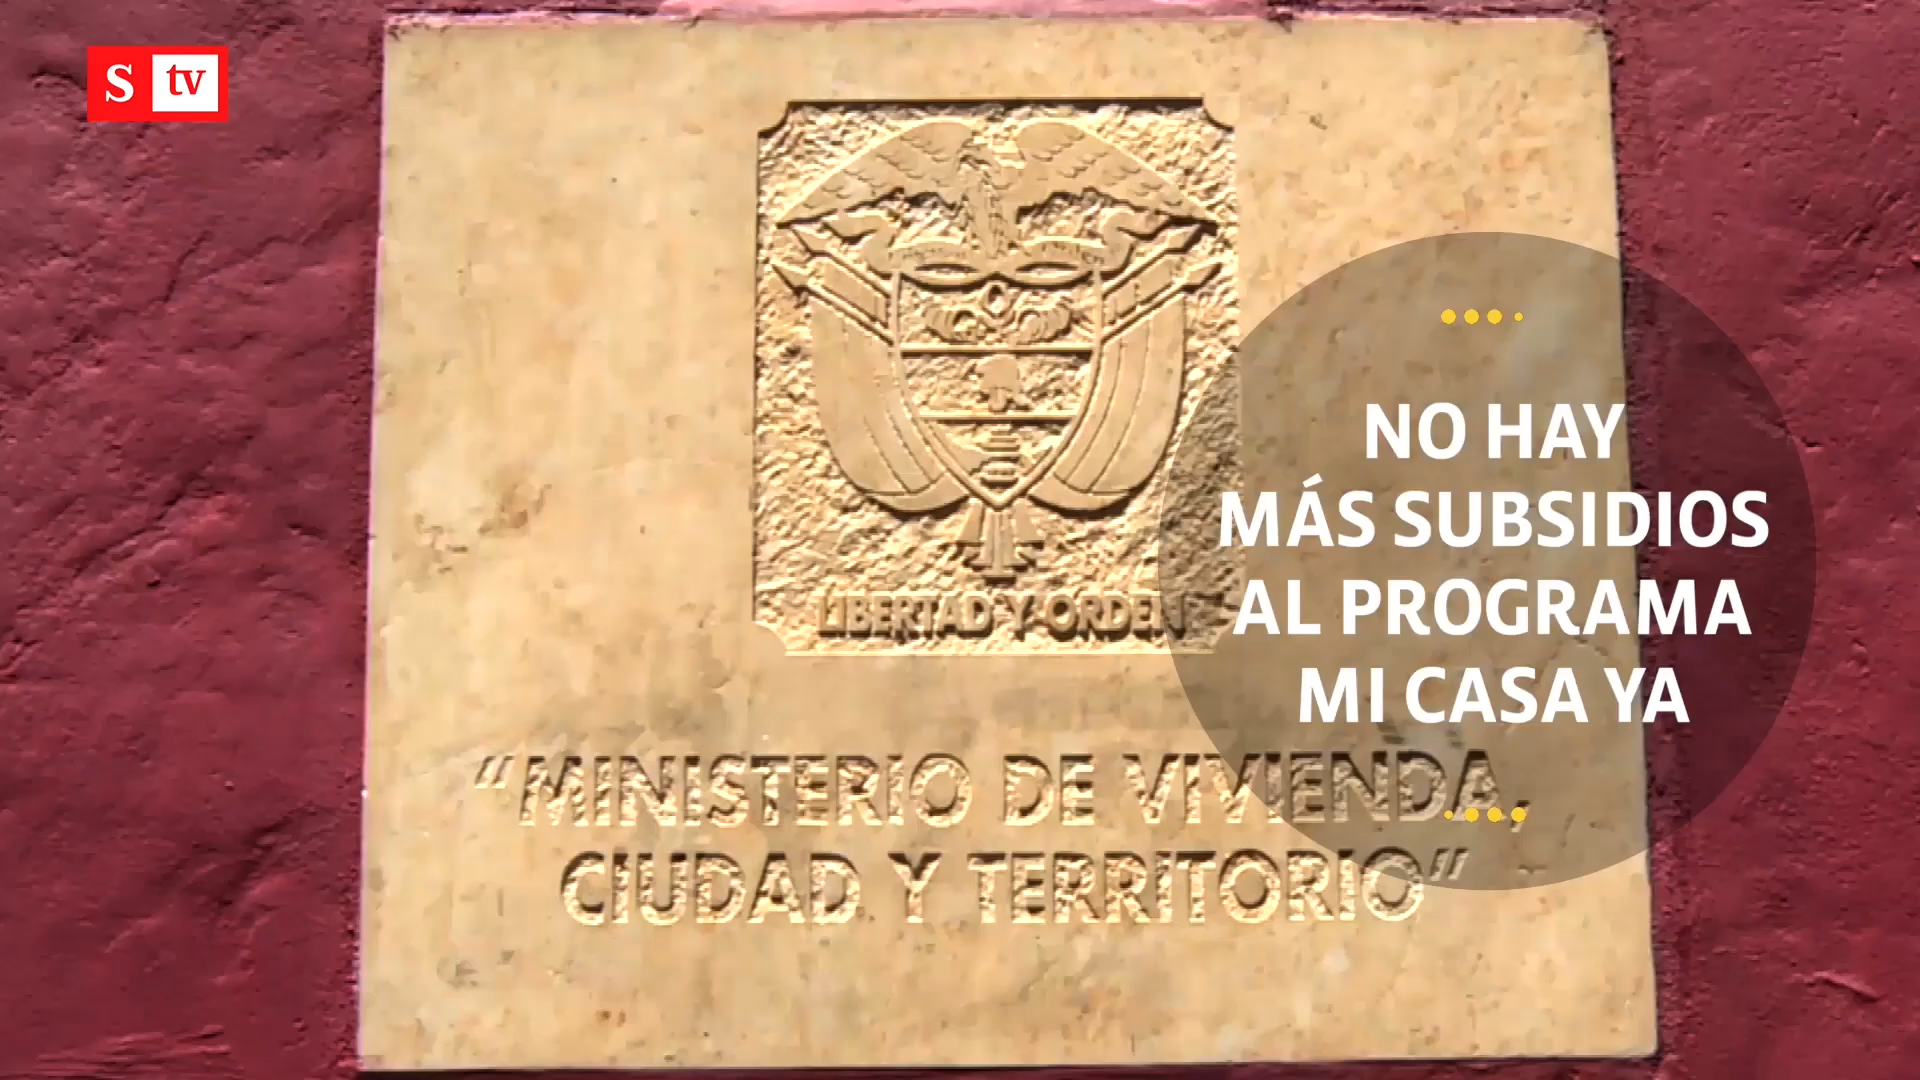 S tv
LIBERTAD Y ORDEN
NO HAY
MÁS SUBSIDIOS
AL PROGRAMA
MI CASA YA
“MINISTERIO DE VIVIENDA,
CIUDAD Y TERRITORIO”